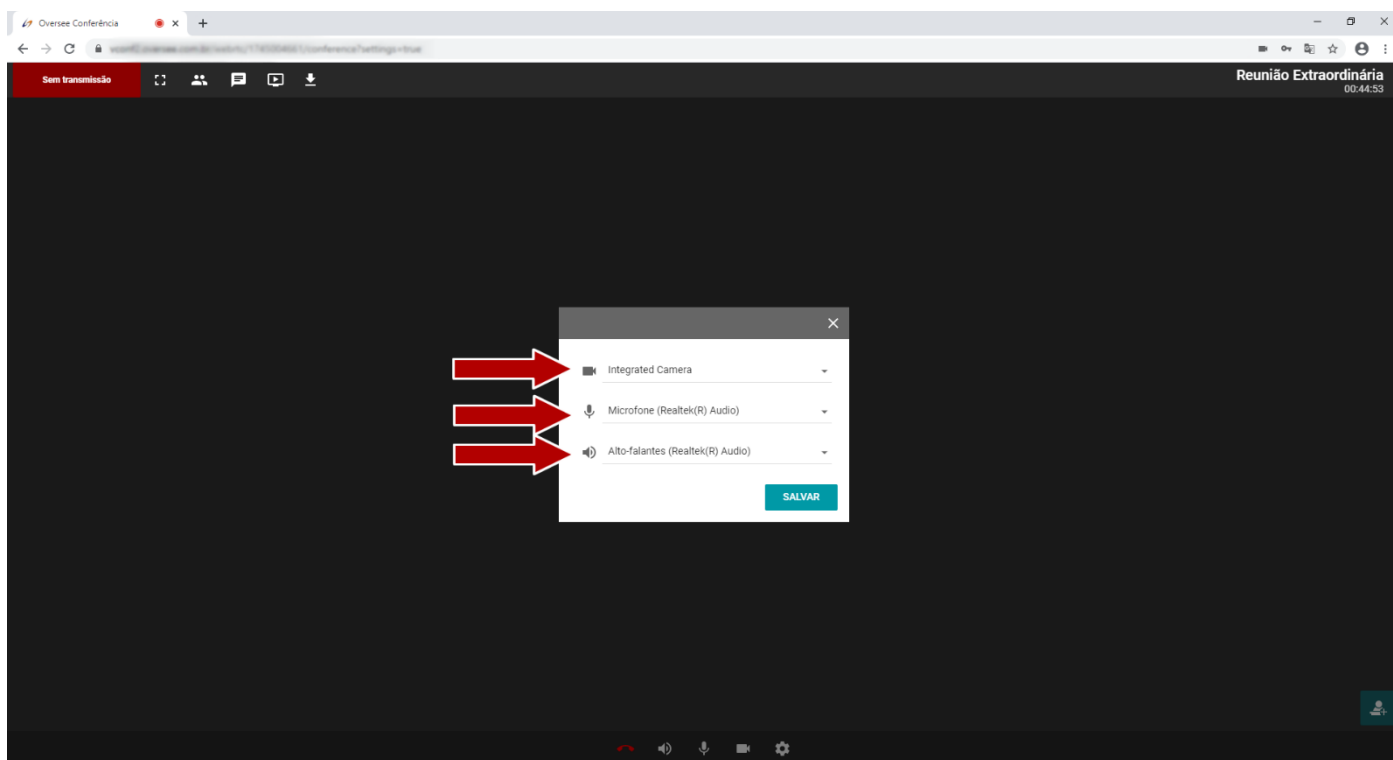 Oversee Conferência
Sem transmissão
Reunião Extraordinária
00:44:53
Integrated Camera
Microfone (Realtek(R) Audio)
Alto-falantes (Realtek(R) Audio)
SALVAR